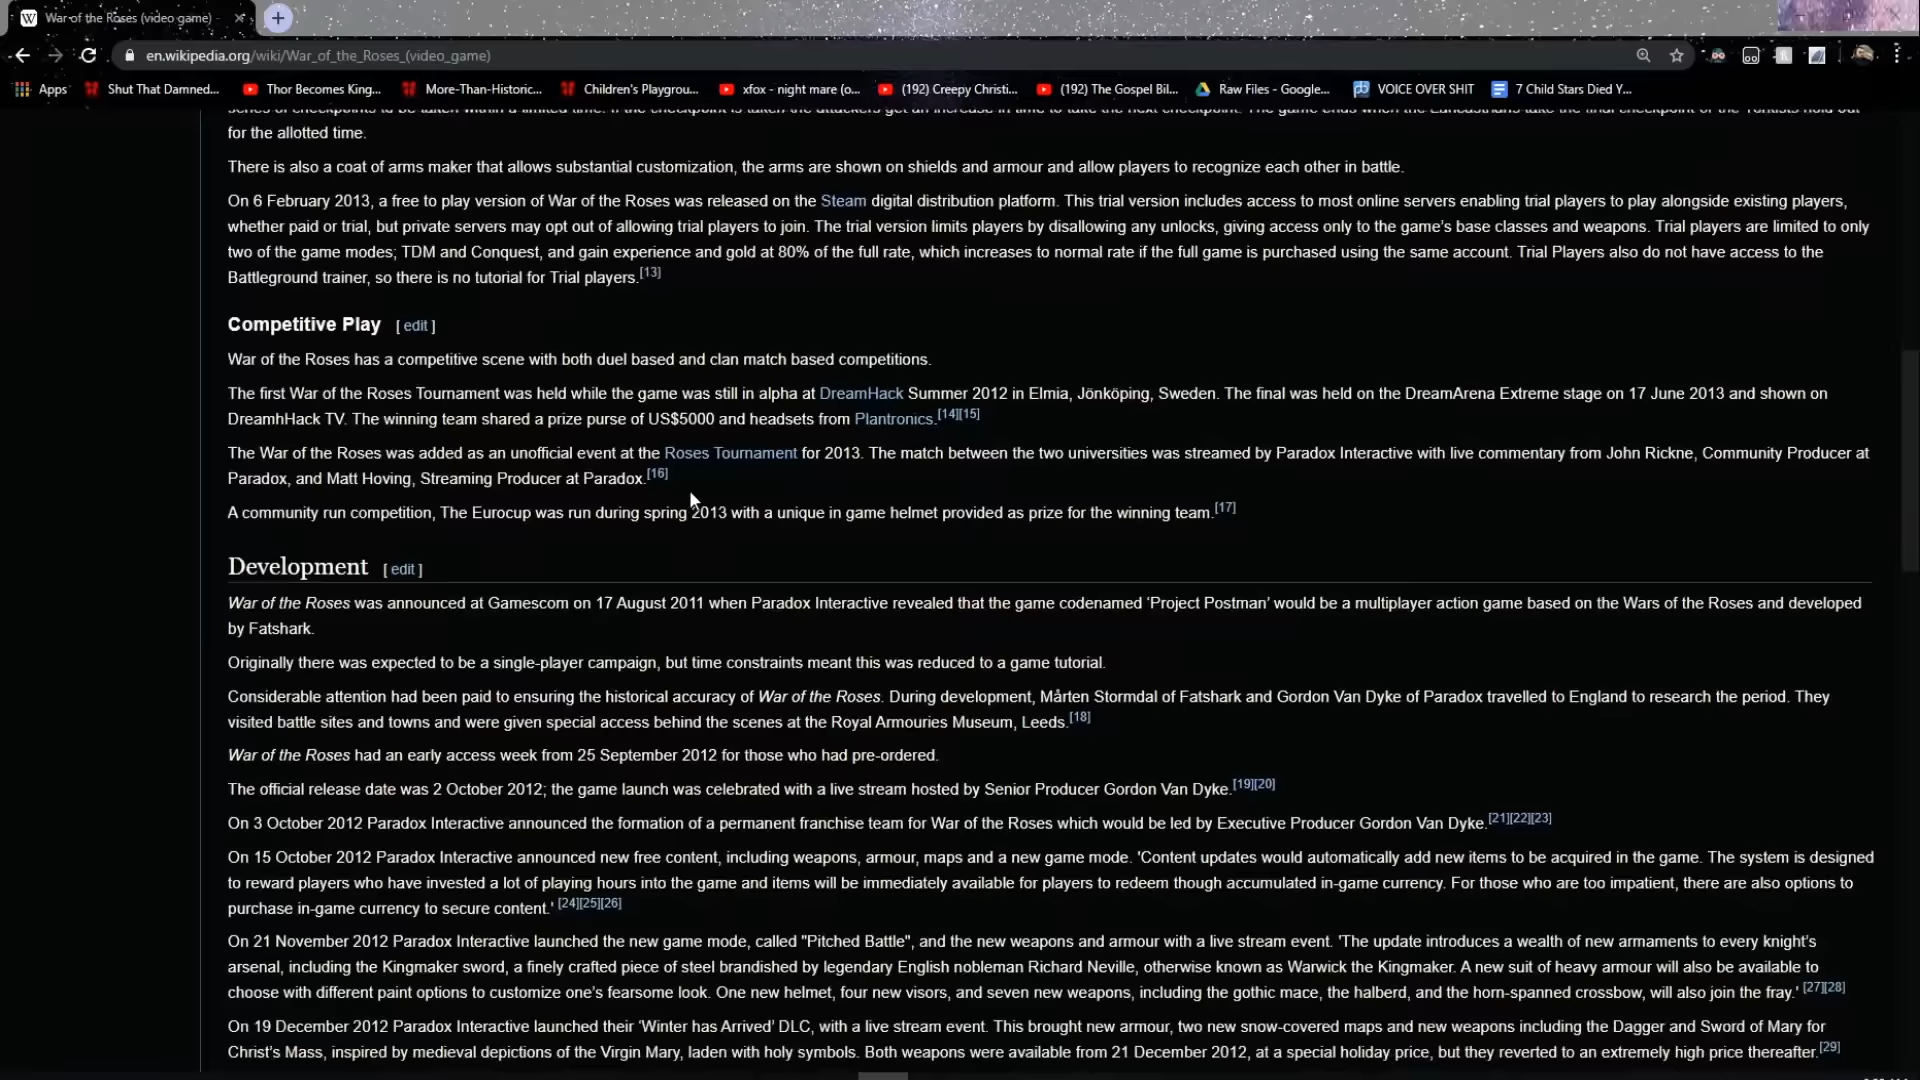 War of the Roses (video game)
en.wikipedia.org/wiki/War_of_the_Roses_(video_game)
Apps Shut That Damned... Thor Becomes King... More-Than-Historic... Children's Playgrou... xfox - night mare (o... (192) Creepy Christi... (192) The Gospel Bil... Raw Files - Google... VOICE OVER SHIT 7 Child Stars Died Y...
series of checkpoints to be taken within a limited time. If the checkpoint is taken the attackers get an increase in time to take the next checkpoint. The game ends when the Lancastrians take the final checkpoint or the Yorkists hold out
for the allotted time.
There is also a coat of arms maker that allows substantial customization, the arms are shown on shields and armour and allow players to recognize each other in battle.
On 6 February 2013, a free to play version of War of the Roses was released on the Steam digital distribution platform. This trial version includes access to most online servers enabling trial players to play alongside existing players,
whether paid or trial, but private servers may opt out of allowing trial players to join. The trial version limits players by disallowing any unlocks, giving access only to the game's base classes and weapons. Trial players are limited to only
two of the game modes; TDM and Conquest, and gain experience and gold at 80% of the full rate, which increases to normal rate if the full game is purchased using the same account. Trial Players also do not have access to the
Battleground trainer, so there is no tutorial for Trial players.[13]
Competitive Play [ edit ]
War of the Roses has a competitive scene with both duel based and clan match based competitions.
The first War of the Roses Tournament was held while the game was still in alpha at DreamHack Summer 2012 in Elmia, Jönköping, Sweden. The final was held on the DreamArena Extreme stage on 17 June 2013 and shown on
DreamhHack TV. The winning team shared a prize purse of US$5000 and headsets from Plantronics.[14][15]
The War of the Roses was added as an unofficial event at the Roses Tournament for 2013. The match between the two universities was streamed by Paradox Interactive with live commentary from John Rickne, Community Producer at
Paradox, and Matt Hoving, Streaming Producer at Paradox.[16]
A community run competition, The Eurocup was run during spring 2013 with a unique in game helmet provided as prize for the winning team.[17]
Development [ edit ]
War of the Roses was announced at Gamescom on 17 August 2011 when Paradox Interactive revealed that the game codenamed 'Project Postman' would be a multiplayer action game based on the Wars of the Roses and developed
by Fatshark.
Originally there was expected to be a single-player campaign, but time constraints meant this was reduced to a game tutorial.
Considerable attention had been paid to ensuring the historical accuracy of War of the Roses. During development, Mårten Stormdal of Fatshark and Gordon Van Dyke of Paradox travelled to England to research the period. They
visited battle sites and towns and were given special access behind the scenes at the Royal Armouries Museum, Leeds.[18]
War of the Roses had an early access week from 25 September 2012 for those who had pre-ordered.
The official release date was 2 October 2012; the game launch was celebrated with a live stream hosted by Senior Producer Gordon Van Dyke.[19][20]
On 3 October 2012 Paradox Interactive announced the formation of a permanent franchise team for War of the Roses which would be led by Executive Producer Gordon Van Dyke.[21][22][23]
On 15 October 2012 Paradox Interactive announced new free content, including weapons, armour, maps and a new game mode. 'Content updates would automatically add new items to be acquired in the game. The system is designed
to reward players who have invested a lot of playing hours into the game and items will be immediately available for players to redeem though accumulated in-game currency. For those who are too impatient, there are also options to
purchase in-game currency to secure content.' [24][25][26]
On 21 November 2012 Paradox Interactive launched the new game mode, called "Pitched Battle", and the new weapons and armour with a live stream event. 'The update introduces a wealth of new armaments to every knight's
arsenal, including the Kingmaker sword, a finely crafted piece of steel brandished by legendary English nobleman Richard Neville, otherwise known as Warwick the Kingmaker. A new suit of heavy armour will also be available to
choose with different paint options to customize one's fearsome look. One new helmet, four new visors, and seven new weapons, including the gothic mace, the halberd, and the horn-spanned crossbow, will also join the fray.' [27][28]
On 19 December 2012 Paradox Interactive launched their 'Winter has Arrived' DLC, with a live stream event. This brought new armour, two new snow-covered maps and new weapons including the Dagger and Sword of Mary for
Christ's Mass, inspired by medieval depictions of the Virgin Mary, laden with holy symbols. Both weapons were available from 21 December 2012, at a special holiday price, but they reverted to an extremely high price thereafter.[29]